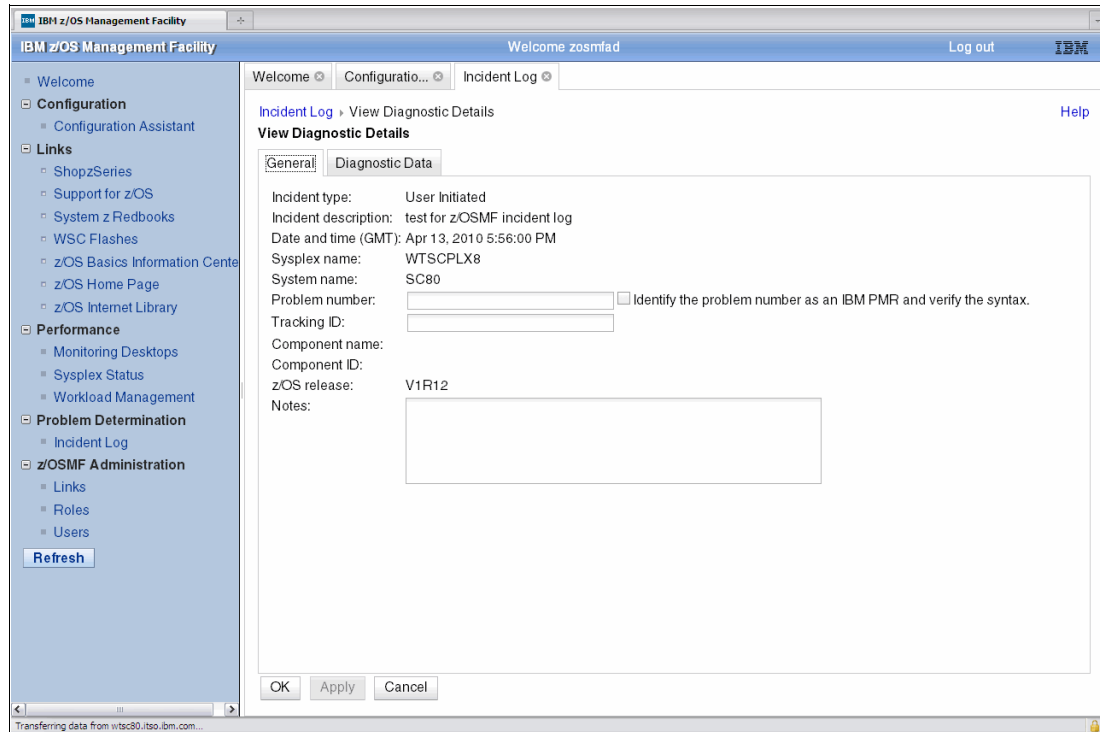 IBM z/OS Management Facility
IBM z/OS Management Facility
Welcome zosmfad
Log out
IBM
Welcome
Configuration
Configuration Assistant
Links
ShopzSeries
Support for z/OS
System z Redbooks
WSC Flashes
z/OS Basics Information Cente
z/OS Home Page
z/OS Internet Library
Performance
Monitoring Desktops
Sysplex Status
Workload Management
Problem Determination
Incident Log
z/OSMF Administration
Links
Roles
Users
Refresh
Welcome
Configuratio...
Incident Log
Incident Log View Diagnostic Details
Help
View Diagnostic Details
General
Diagnostic Data
Incident type: User Initiated
Incident description: test for z/OSMF incident log
Date and time (GMT): Apr 13, 2010 5:56:00 PM
Sysplex name: WTSCPLX8
System name: SC80
Problem number: Identify the problem number as an IBM PMR and verify the syntax.
Tracking ID:
Component name:
Component ID:
z/OS release: V1R12
Notes:
OK
Apply
Cancel
Transferring data from wtsc80.itso.ibm.com...